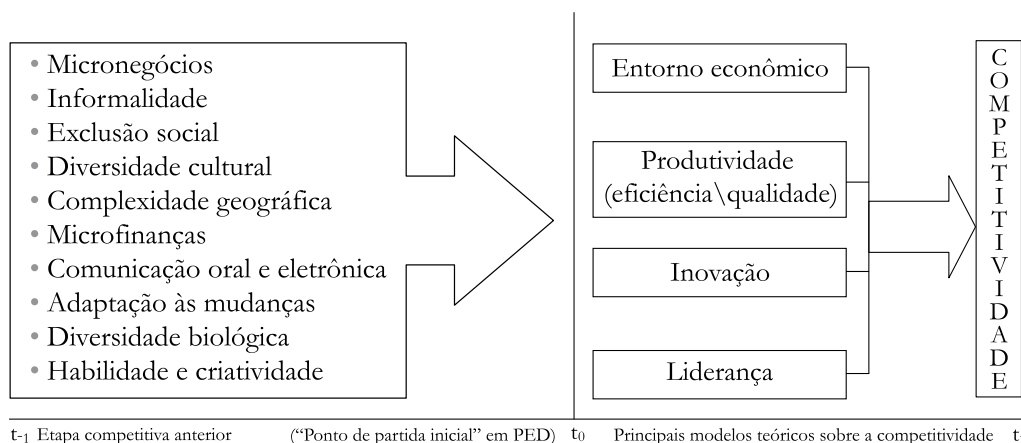 • Micronegócios
• Informalidade
• Exclusão social
• Diversidade cultural
• Complexidade geográfica
• Microfinanças
• Comunicação oral e eletrônica
• Adaptação às mudanças
• Diversidade biológica
• Habilidade e criatividade
Entorno econômico
Produtividade
(eficiência\qualidade)
Inovação
Liderança
COMPETITIVIDADE
t-1 Etapa competitiva anterior ("Ponto de partida inicial" em PED) t0 Principais modelos teóricos sobre a competitividade t